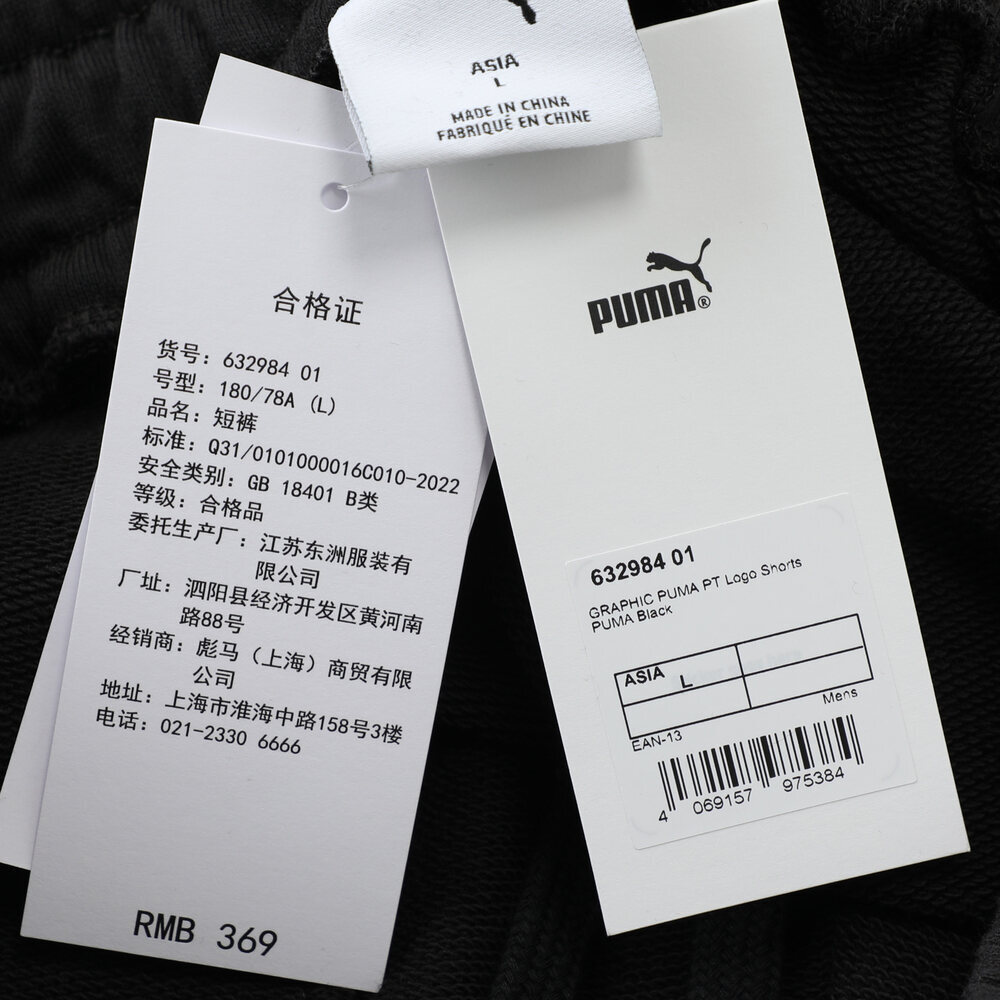 ASIA
L
MADE IN CHINA
FABRIQUÉ EN CHINE
合格证
货号：632984 01
号型：180/78A (L)
品名：短裤
标准：Q31/0101000016C010-2022
安全类别：GB 18401 B类
等级：合格品
委托生产厂：江苏东洲服装有
限公司
厂址：泗阳县经济开发区黄河南
路88号
经销商：彪马（上海）商贸有限
公司
地址：上海市淮海中路158号3楼
电话：021-2330 6666
RMB 369
PUMA®
632984 01
GRAPHIC PUMA PT Logo Shorts
PUMA Black
ASIA L
Mens
EAN-13
4 069157 975384